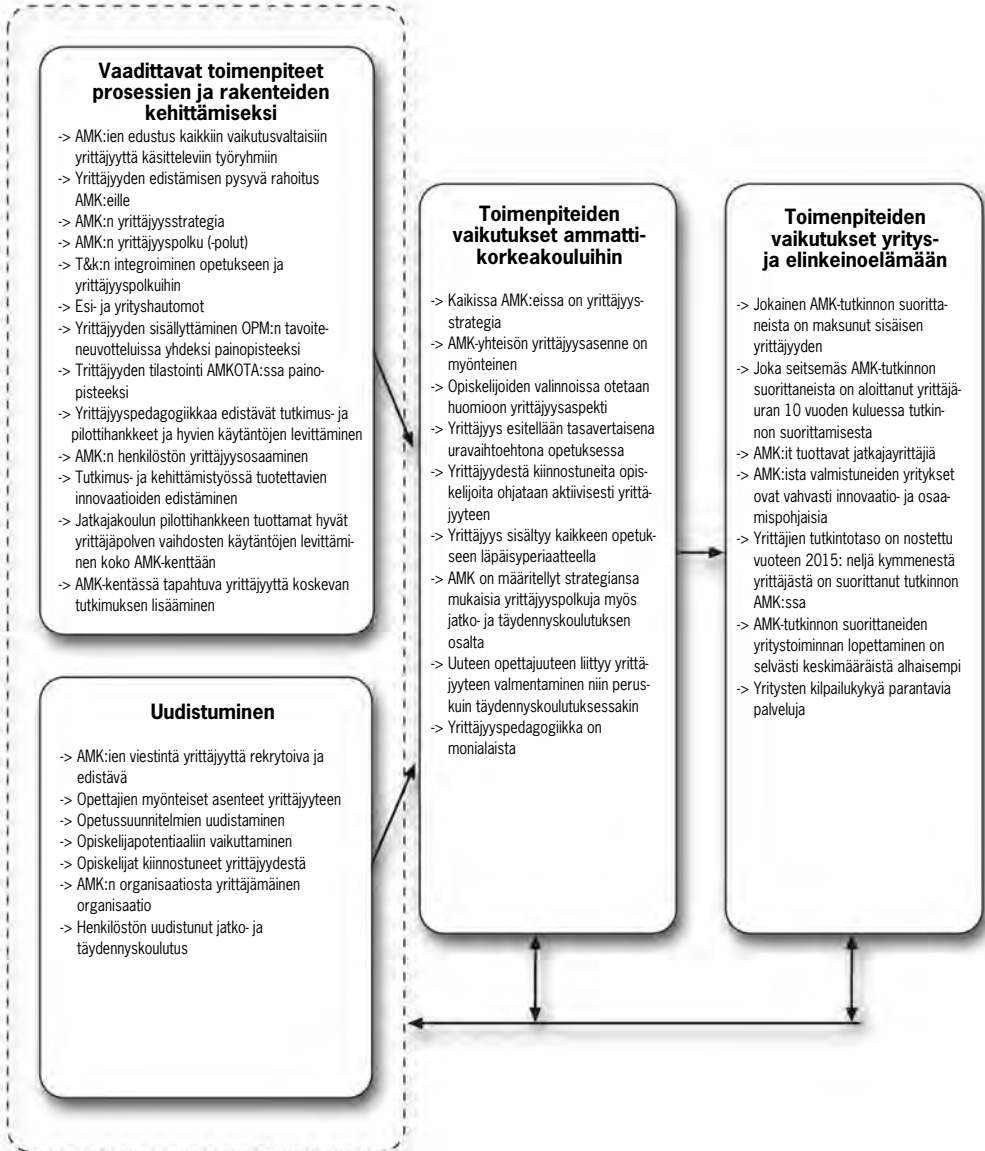 Vaadittavat toimenpiteet
prosessien ja rakenteiden
kehittämiseksi
-> AMK:ien edustus kaikkiin vaikutusvaltaisiin
yrittäjyyttä käsitteleviin työryhmiin
-> Yrittäjyyden edistämisen pysyvä rahoitus
AMK:eille
-> AMK:n yrittäjyysstrategia
-> AMK:n yrittäjyyspolku (-polut)
-> T&k:n integroiminen opetukseen ja
yrittäjyyspolkuihin
-> Esi- ja yrityshautomot
-> Yrittäjyyden sisällyttäminen OPM:n tavoite-
neuvotteluissa yhdeksi painopisteeksi
-> Trittäjyyden tilastointi AMKOTA:ssa paino-
pisteeksi
-> Yrittäjyyspedagogiikkaa edistävät tutkimus- ja
pilottihankkeet ja hyvien käytäntöjen levittäminen
-> AMK:n henkilöstön yrittäjyysosaaminen
-> Tutkimus- ja kehittämistyössä tuotettavien
innovaatioiden edistäminen
-> Jatkajakoulun pilottihankkeen tuottamat hyvät
yrittäjäpolven vaihdosten käytäntöjen levittämi-
nen koko AMK-kenttään
-> AMK-kentässä tapahtuva yrittäjyyttä koskevan
tutkimuksen lisääminen
Uudistuminen
-> AMK:ien viestintä yrittäjyyttä rekrytoiva ja
edistävä
-> Opettajien myönteiset asenteet yrittäjyyteen
-> Opetussuunnitelmien uudistaminen
-> Opiskelijapotentiaaliin vaikuttaminen
-> Opiskelijat kiinnostuneet yrittäjyydestä
-> AMK:n organisaatiosta yrittäjämäinen
organisaatio
-> Henkilöstön uudistunut jatko- ja
täydennyskoulutus
Toimenpiteiden
vaikutukset ammatti-
korkeakouluihin
-> Kaikissa AMK:eissa on yrittäjyys-
strategia
-> AMK-yhteisön yrittäjyysasenne on
myönteinen
-> Opiskelijoiden valinnoissa otetaan
huomioon yrittäjyysaspekti
-> Yrittäjyys esitellään tasavertaisena
uravaihtoehtona opetuksessa
-> Yrittäjyydestä kiinnostuneita opis-
kelijoita ohjataan aktiivisesti yrittä-
jyyteen
-> Yrittäjyys sisältyy kaikkeen opetuk-
seen läpäisyperiaatteella
-> AMK on määritellyt strategiansa
mukaisia yrittäjyyspolkuja myös
jatko- ja täydennyskoulutuksen
osalta
-> Uuteen opettajuuteen liittyy yrittä-
jyyteen valmentaminen niin perus-
kuin täydennyskoulutuksessakin
-> Yrittäjyyspedagogiikka on
monialaista
Toimenpiteiden
vaikutukset yritys-
ja elinkeinoelämään
-> Jokainen AMK-tutkinnon suoritta-
neista on maksunut sisäisen
yrittäjyyden
-> Joka seitsemäs AMK-tutkinnon
suorittaneista on aloittanut yrittäjä-
uran 10 vuoden kuluessa tutkin-
non suorittamisesta
-> AMK:it tuottavat jatkajayrittäjiä
-> AMK:ista valmistuneiden yritykset
ovat vahvasti innovaatio- ja osaa-
mispohjaisia
-> Yrittäjien tutkintotaso on nostettu
vuoteen 2015: neljä kymmenestä
yrittäjästä on suorittanut tutkinnon
AMK:ssa
-> AMK-tutkinnon suorittaneiden
yritystoiminnan lopettaminen on
selvästi keskimääräistä alhaisempi
-> Yritysten kilpailukykyä parantavia
palveluja